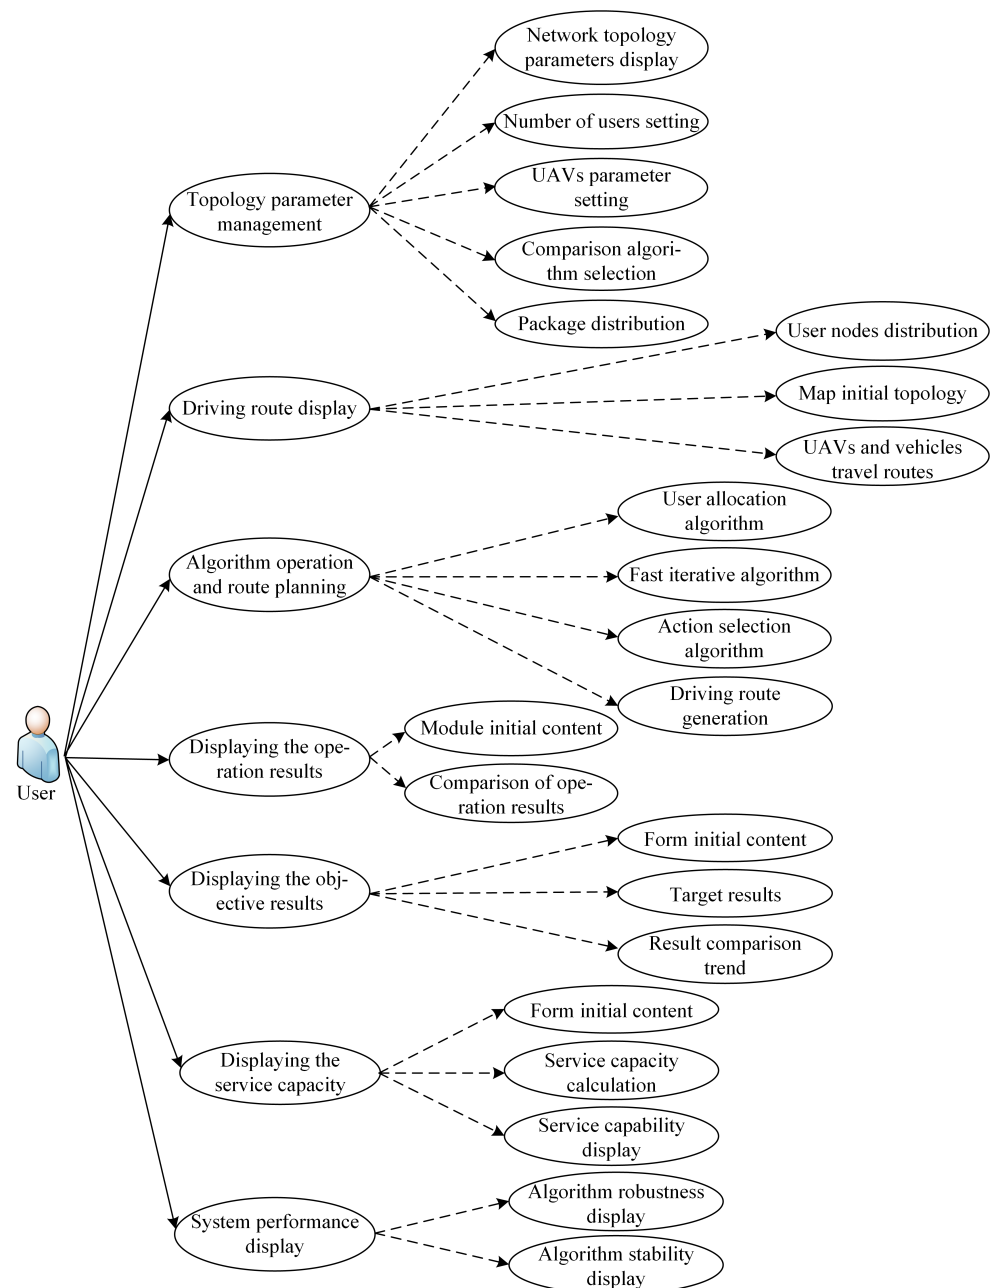 Network topology
parameters display
Number of users setting
UAVs parameter
setting
Topology parameter
management
Comparison algori-
thm selection
Package distribution
User nodes distribution
Driving route display
Map initial topology
UAVs and vehicles
travel routes
User allocation
algorithm
Algorithm operation
and route planning
Fast iterative algorithm
Action selection
algorithm
Driving route
generation
Module initial content
Displaying the ope-
ration results
Comparison of ope-
ration results
User
Form initial content
Displaying the obj-
ective results
Target results
Result comparison
trend
Form initial content
Displaying the
service capacity
Service capacity
calculation
Service capability
display
Algorithm robustness
display
System performance
display
Algorithm stability
display